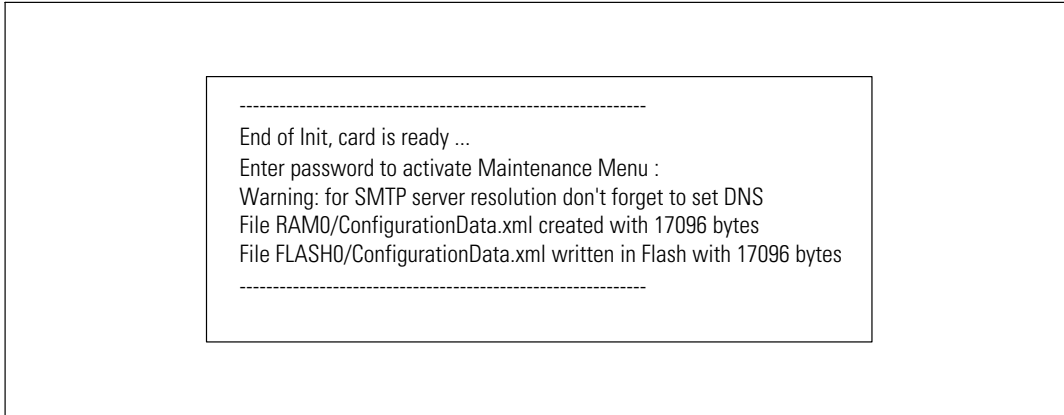 -------------------------------------------------------------
End of Init, card is ready ...
Enter password to activate Maintenance Menu :
Warning: for SMTP server resolution don't forget to set DNS
File RAM0/ConfigurationData.xml created with 17096 bytes
File FLASH0/ConfigurationData.xml written in Flash with 17096 bytes
-------------------------------------------------------------